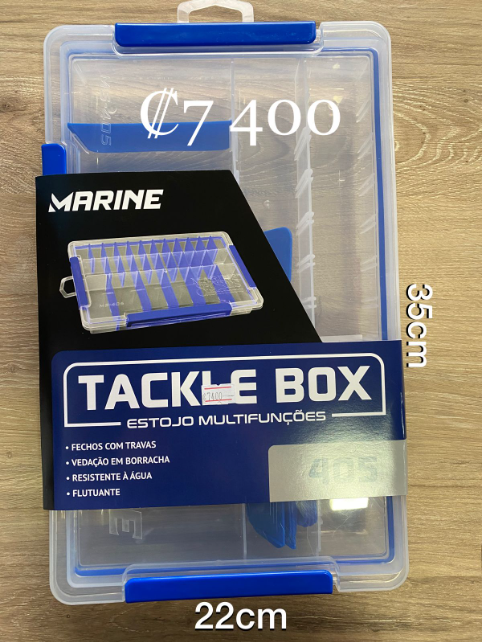 ₡7 400
MARINE
35cm
TACKLE BOX
ESTOJO MULTIFUNÇÕES
• FECHOS COM TRAVAS
• VEDAÇÃO EM BORRACHA
• RESISTENTE À ÁGUA
• FLUTUANTE
405
22cm